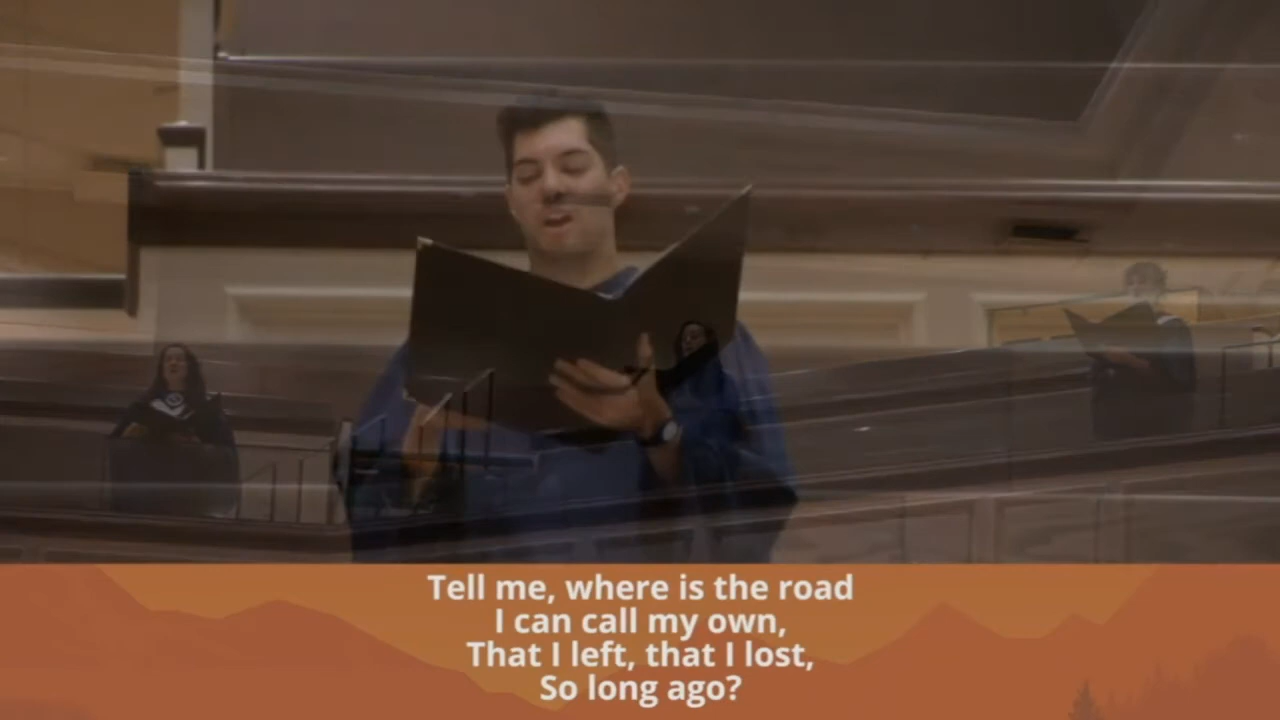 Tell me, where is the road
I can call my own,
That I left, that I lost,
So long ago?